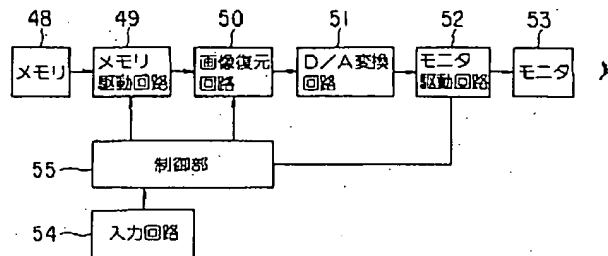 48
49
50
51
52
53
メモリ
メモリ
駆動回路
画像復元
回路
D/A変換
回路
モニタ
駆動回路
モニタ
55
制御部
54
入力回路